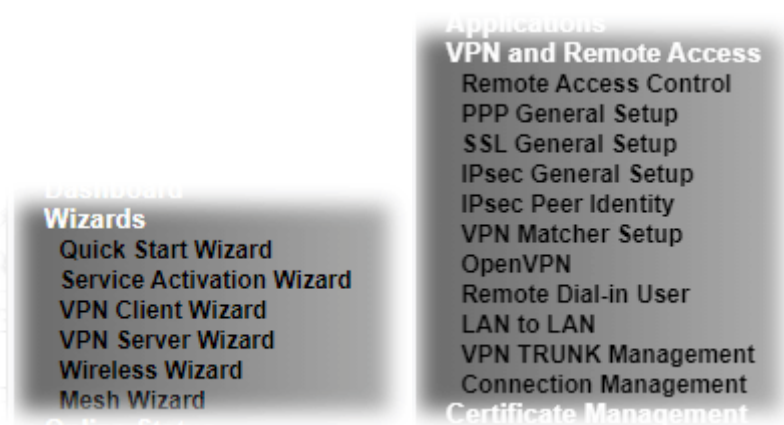 Dashboard
Wizards
Quick Start Wizard
Service Activation Wizard
VPN Client Wizard
VPN Server Wizard
Wireless Wizard
Mesh Wizard
Applications
VPN and Remote Access
Remote Access Control
PPP General Setup
SSL General Setup
IPsec General Setup
IPsec Peer Identity
VPN Matcher Setup
OpenVPN
Remote Dial-in User
LAN to LAN
VPN TRUNK Management
Connection Management
Certificate Management